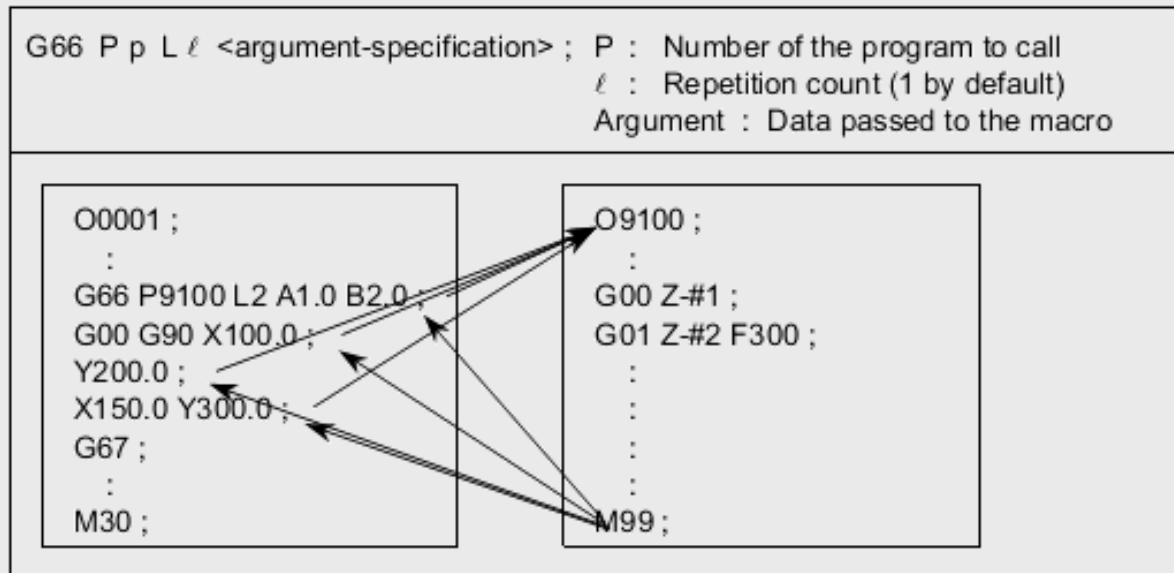 G66 P p L ℓ <argument-specification> ; P : Number of the program to call
ℓ : Repetition count (1 by default)
Argument : Data passed to the macro
O0001 ;
:
G66 P9100 L2 A1.0 B2.0 ;
G00 G90 X100.0 ;
Y200.0 ;
X150.0 Y300.0 ;
G67 ;
:
M30 ;
O9100 ;
:
G00 Z-#1 ;
G01 Z-#2 F300 ;
:
:
:
:
M99 ;